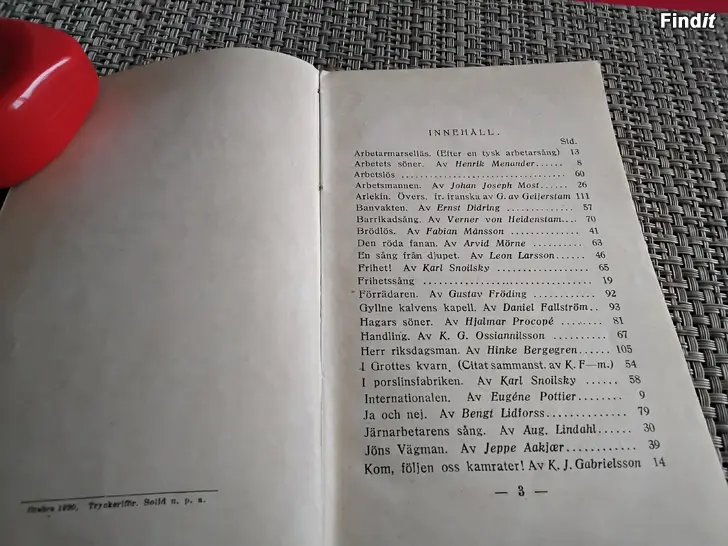 Findit
Örebro 1920, Tryckeriför. Solid u. p. a.
INNEHÅLL.
Sid.
Arbetarmarselläs. (Efter en tysk arbetarsång) 13
Arbetets söner. Av Henrik Menander...... 8
Arbetslös .................................... 60
Arbetsmannen. Av Johan Joseph Most...... 26
Arlekin. Övers. fr. franska av G. av Geijerstam 111
Banvakten. Av Ernst Didring .............. 57
Barrikadsång. Av Verner von Heidenstam.... 70
Brödlös. Av Fabian Månsson .............. 41
Den röda fanan. Av Arvid Mörne .......... 63
En sång från djupet. Av Leon Larsson...... 46
Frihet! Av Karl Snoilsky .................. 65
Frihetssång ................................ 19
Förrädaren. Av Gustav Fröding ............ 92
Gyllne kalvens kapell. Av Daniel Fallström.. 93
Hagars söner. Av Hjalmar Procopé ........ 81
Handling. Av K. G. Ossiannilsson .......... 67
Herr riksdagsman. Av Hinke Bergegren...... 105
I Grottes kvarn. (Citat sammanst. av K. F—m.) 54
I porslinsfabriken. Av Karl Snoilsky ...... 58
Internationalen. Av Eugéne Pottier........ 9
Ja och nej. Av Bengt Lidforss.............. 79
Järnarbetarens sång. Av Aug. Lindahl...... 30
Jöns Vägman. Av Jeppe Aakjær............ 39
Kom, följen oss kamrater! Av K. J. Gabrielsson 14
— 3 —